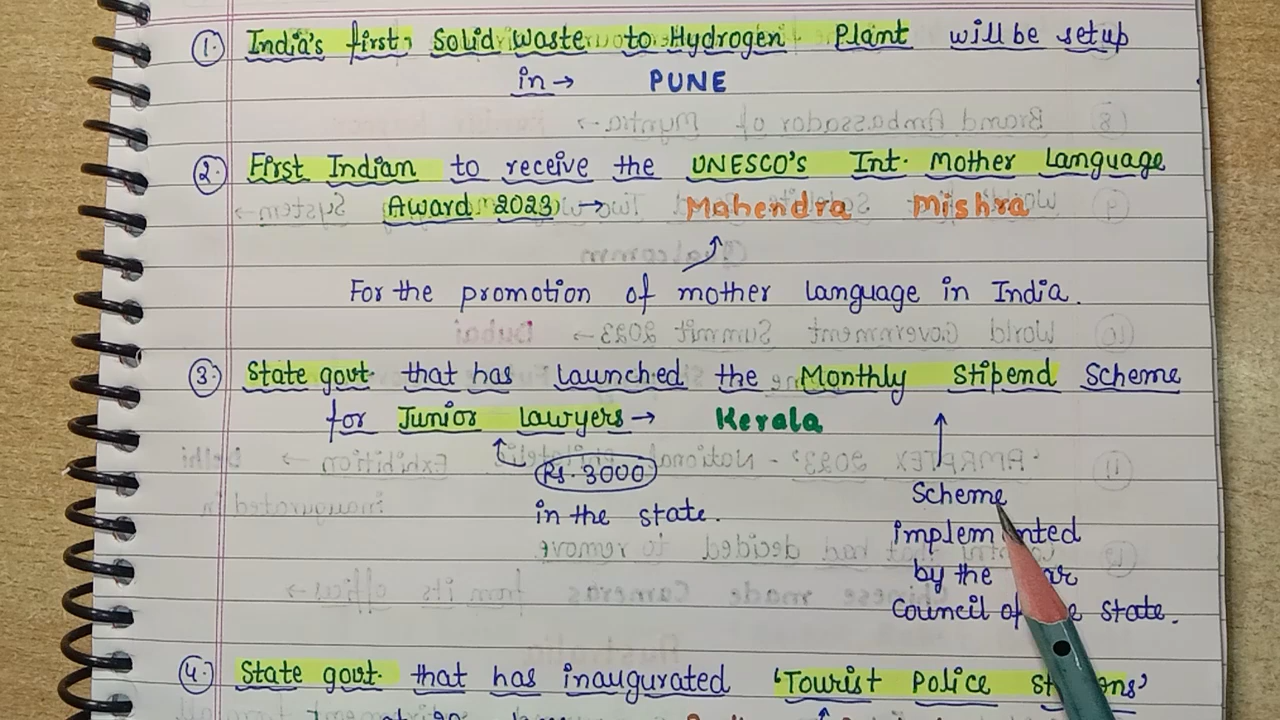 1. India's first Solid waste to Hydrogen Plant will be setup
in → PUNE
2. First Indian to receive the UNESCO's Int. Mother Language
Award 2023 → Mahendra Mishra
For the promotion of mother language in India.
3. State govt. that has launched the Monthly Stipend Scheme
for Junior Lawyers → Kerala
Rs. 3000
in the state.
Scheme
by the
Council of State.
4. State govt. that has inaugurated 'Tourist Police